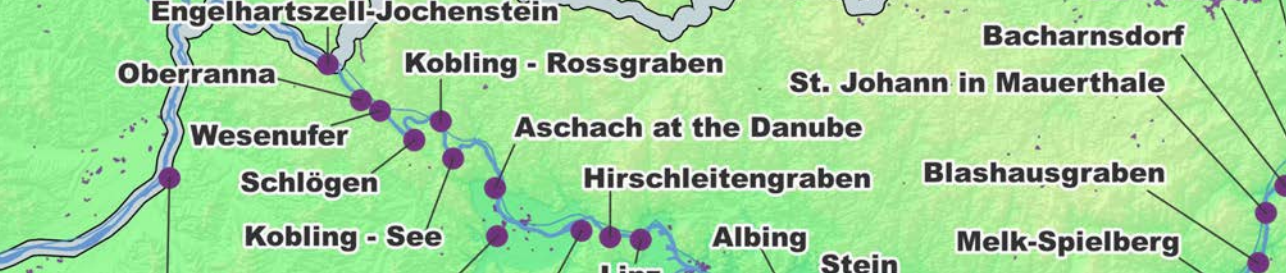 Engelhartszell-Jochenstein
Bacharnsdorf
Kobling - Rossgraben
Oberranna
St. Johann in Mauerthale
Wesenufer
Aschach at the Danube
Schlögen
Hirschleitengraben
Blashausgraben
Kobling - See
Albing
Melk-Spielberg
Stein
Linz